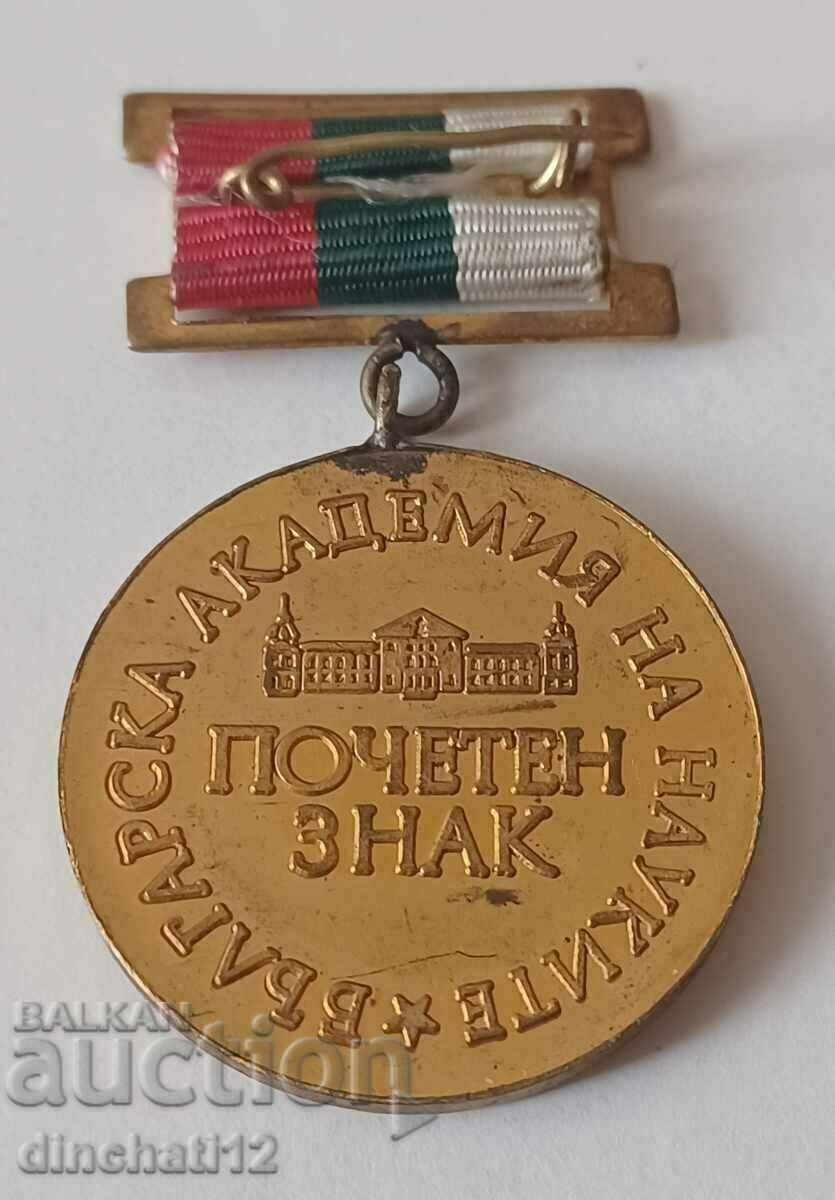 БЪЛГАРСКА АКАДЕМИЯ НА НАУКИТЕ
ПОЧЕТЕН
ЗНАК
BALKAN
auction
dinchati12